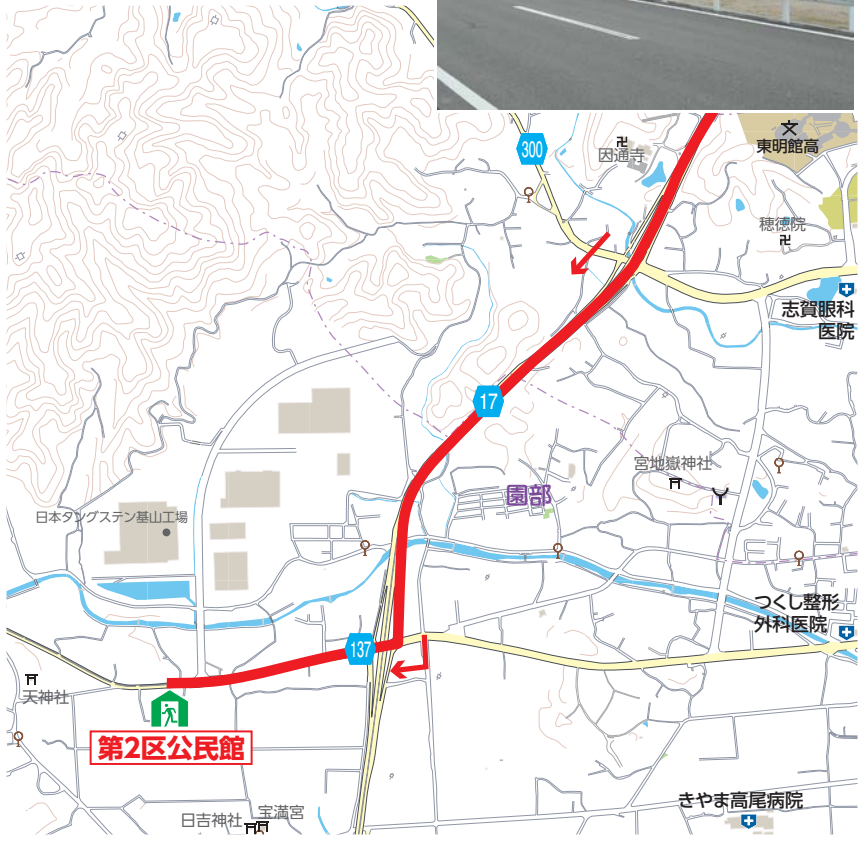 300
因通寺
東明館高
穂徳院
志賀眼科
医院
17
宮地嶽神社
園部
日本タングステン基山工場
つくし整形
外科医院
137
天神社
第2区公民館
きやま高尾病院
日吉神社
宝満宮